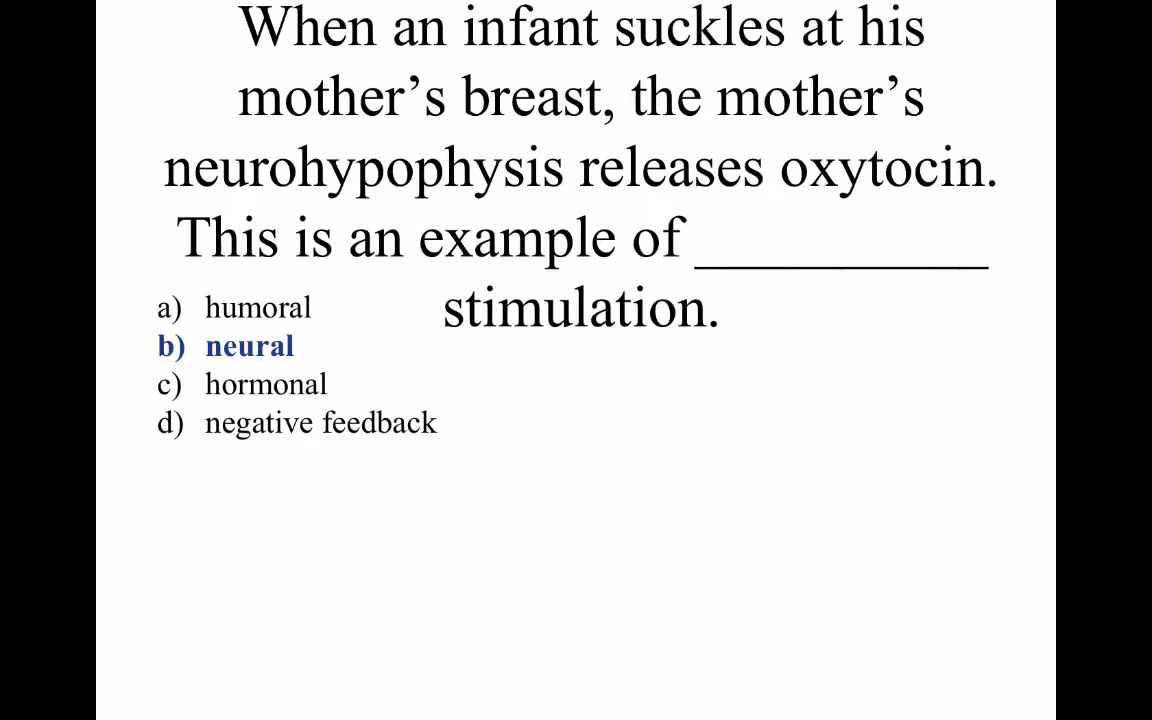 When an infant suckles at his
mother’s breast, the mother’s
neurohypophysis releases oxytocin.
This is an example of ___________
stimulation.
a) humoral
b) neural
c) hormonal
d) negative feedback